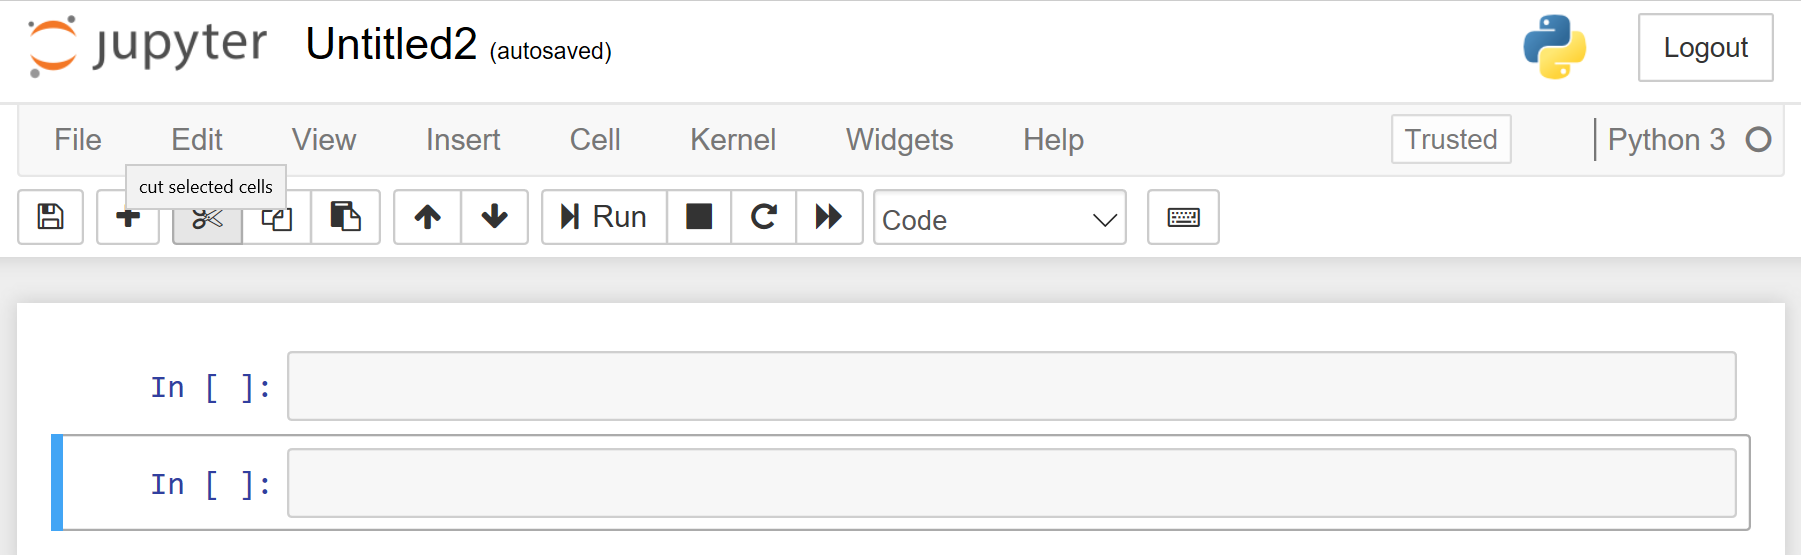 jupyter Untitled2 (autosaved) Logout
File Edit View Insert Cell Kernel Widgets Help Trusted Python 3
cut selected cells
Run Code
In [ ]:
In [ ]: